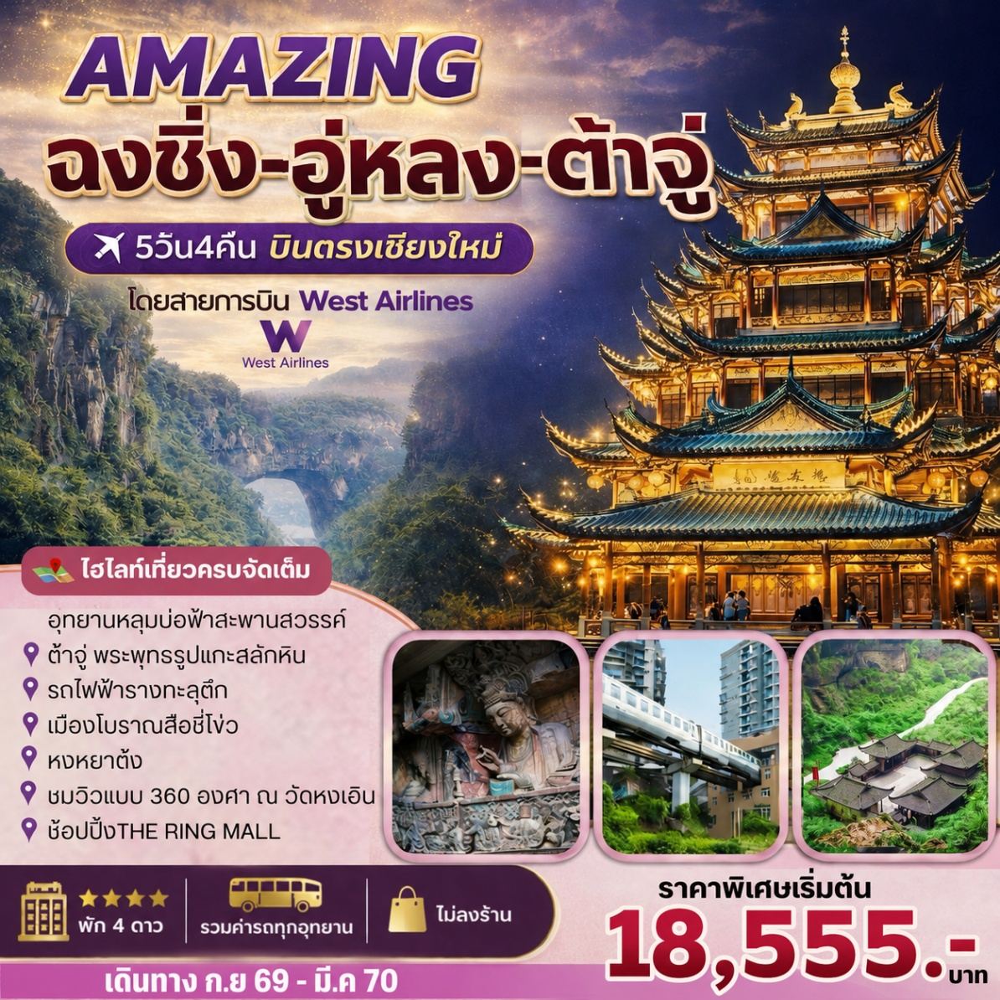 AMAZING
ฉงชิ่ง-อู่หลง-ต้าจู่
5วัน4คืน บินตรงเชียงใหม่
โดยสายการบิน West Airlines
W
West Airlines
ไฮไลท์เที่ยวครบจัดเต็ม
อุทยานหลุมบ่อฟ้าสะพานสวรรค์
ต้าจู่ พระพุทธรูปแกะสลักหิน
รถไฟฟ้ารางทะลุตึก
เมืองโบราณสือชี่โข่ว
หงหยาต้ง
ชมวิวแบบ 360 องศา ณ วัดหงเอิน
ช้อปปิ้งTHE RING MALL
พัก 4 ดาว
รวมค่ารถทุกอุทยาน
ไม่ลงร้าน
ราคาพิเศษเริ่มต้น
18,555.-
บาท
เดินทาง ก.ย 69 - มี.ค 70